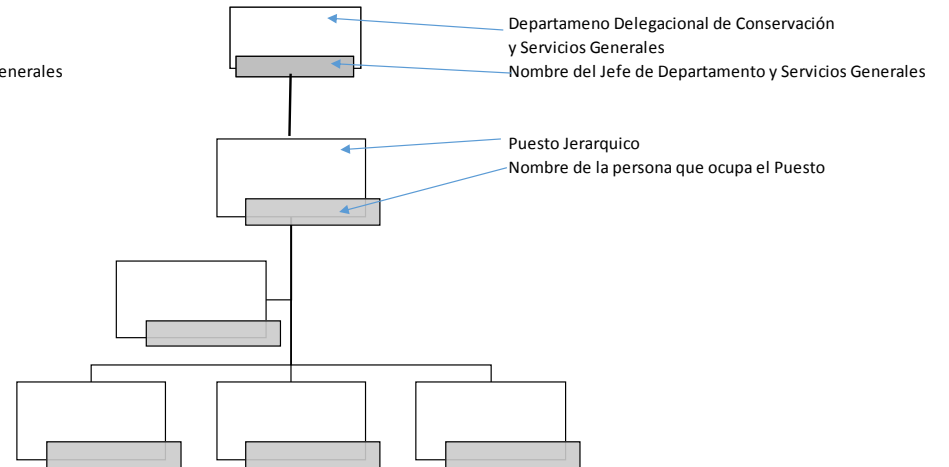 Departameno Delegacional de Conservación
y Servicios Generales
enerales
Nombre del Jefe de Departamento y Servicios Generales
Puesto Jerarquico
Nombre de la persona que ocupa el Puesto